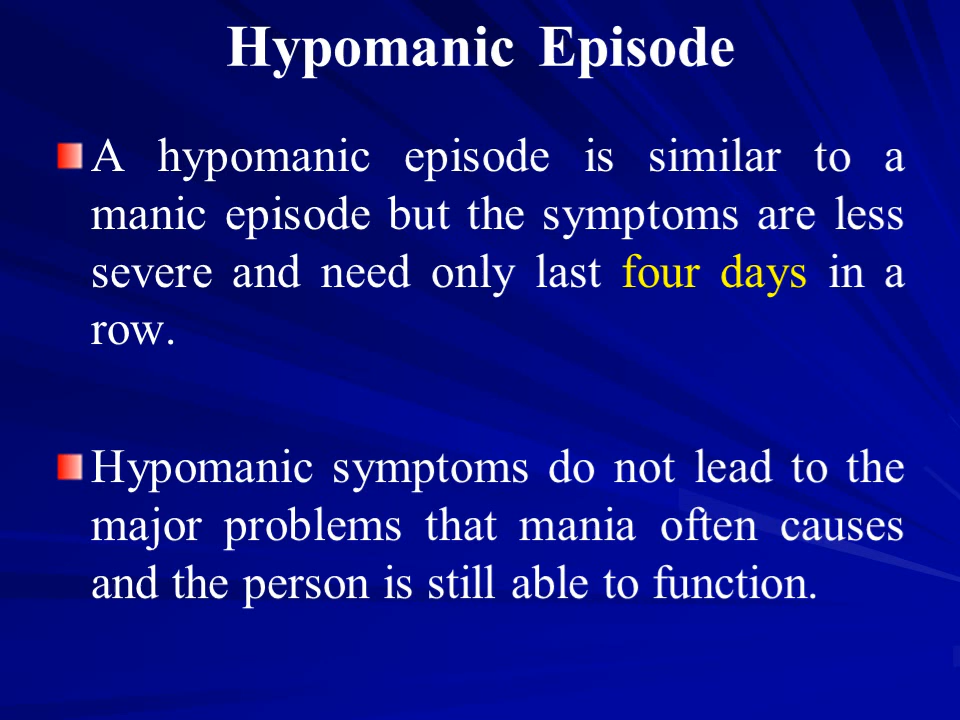 Hypomanic Episode
A hypomanic episode is similar to a
manic episode but the symptoms are less
severe and need only last four days in a
row.
Hypomanic symptoms do not lead to the
major problems that mania often causes
and the person is still able to function.